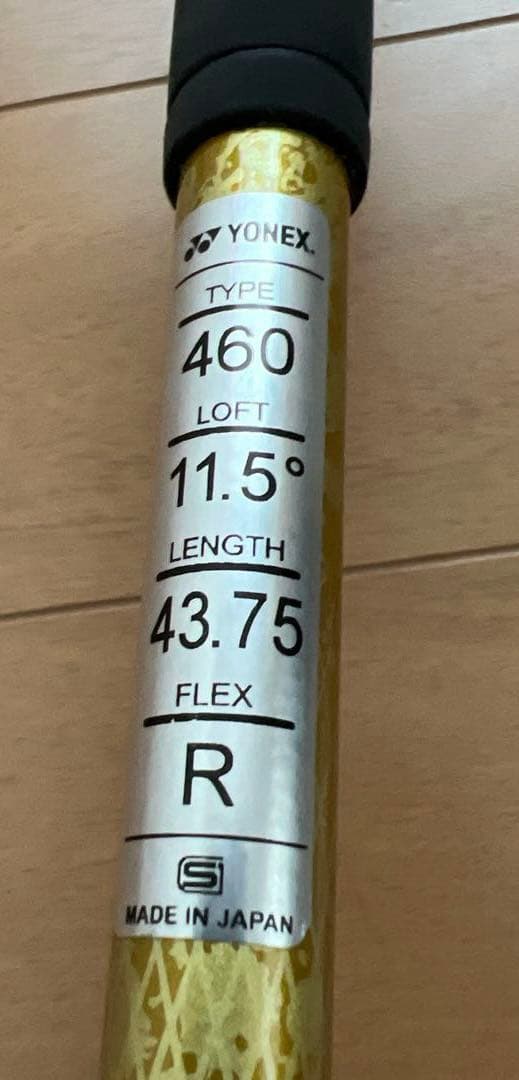 YONEX.
TYPE
460
LOFT
11.5°
LENGTH
43.75
FLEX
R
S
MADE IN JAPAN